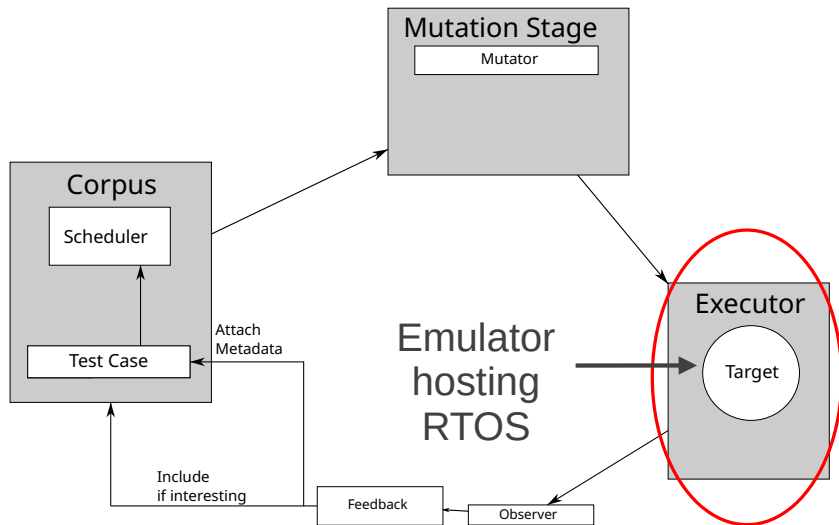 Mutation Stage
Mutator
Corpus
Scheduler
Test Case
Attach
Metadata
Emulator
hosting
RTOS
Executor
Target
Include
if interesting
Feedback
Observer